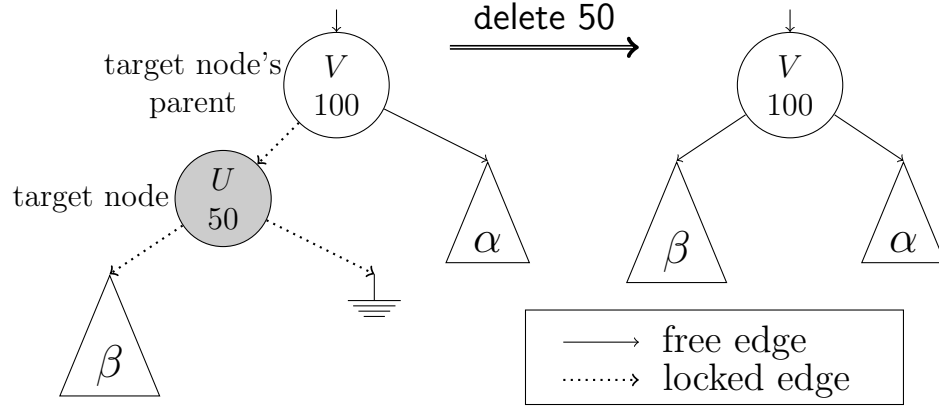 delete 50
target node's
parent
V
100
V
100
target node
U
50
α
β
α
β
free edge
locked edge